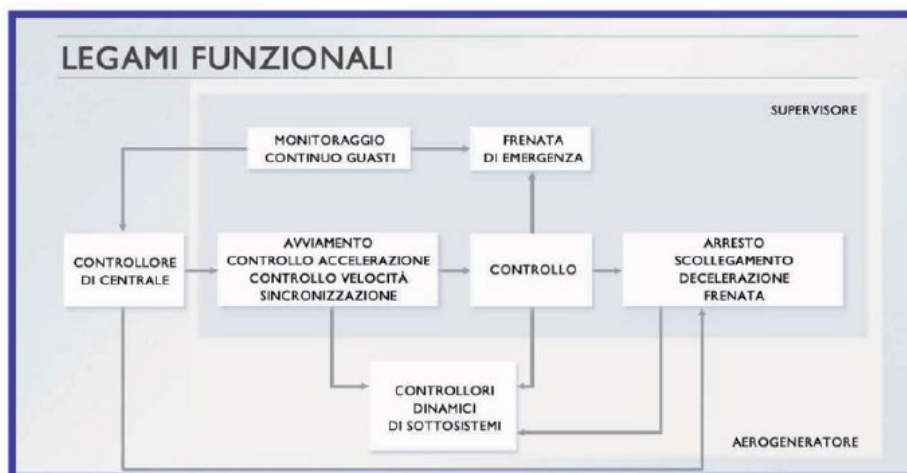 LEGAMI FUNZIONALI
SUPERVISORE
MONITORAGGIO
CONTINUO GUASTI
FRENATA
DI EMERGENZA
CONTROLLORE
DI CENTRALE
AVVIAMENTO
CONTROLLO ACCELERAZIONE
CONTROLLO VELOCITÀ
SINCRONIZZAZIONE
CONTROLLO
ARRESTO
SCOLLEGAMENTO
DECELERAZIONE
FRENATA
CONTROLLORI
DINAMICI
DI SOTTOSISTEMI
AEROGENERATORE